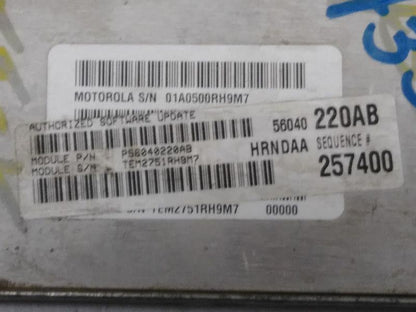 MOTOROLA S/N 01A0500RH9M7
AUTHORIZED SOFTWARE UPDATE
56040 220AB
MODULE P/N P56040220AB
HRNDAA SEQUENCE #
MODULE S/N TEM2751RH9M7
257400
S/N TEM2751RH9M7 00000